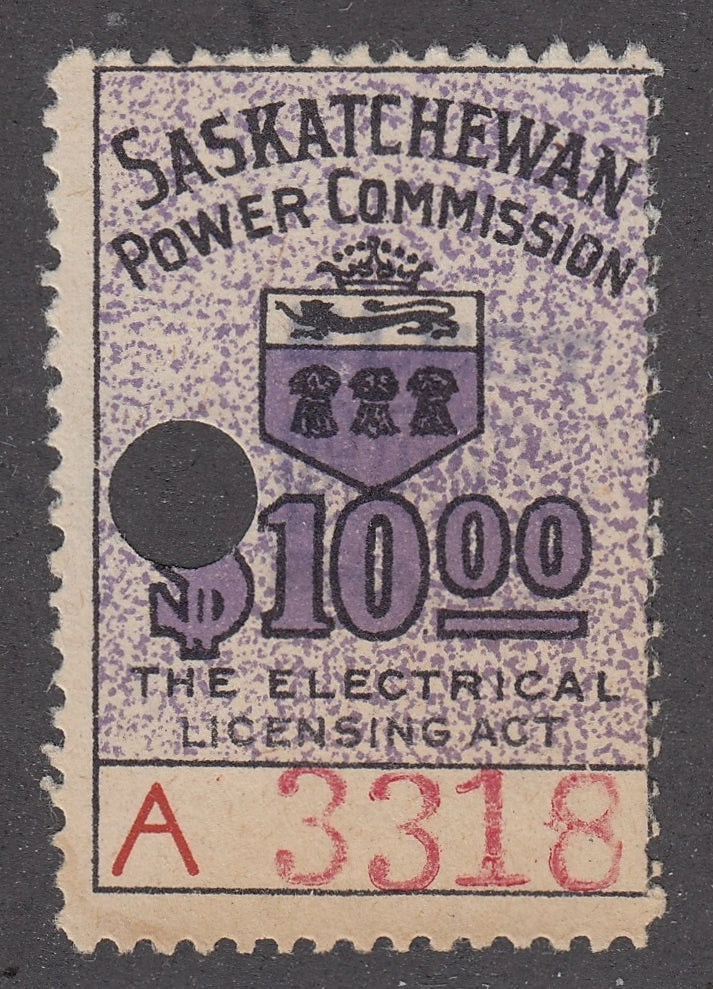 SASKATCHEWAN
POWER COMMISSION
$10.00
THE ELECTRICAL
LICENSING ACT
A 3318